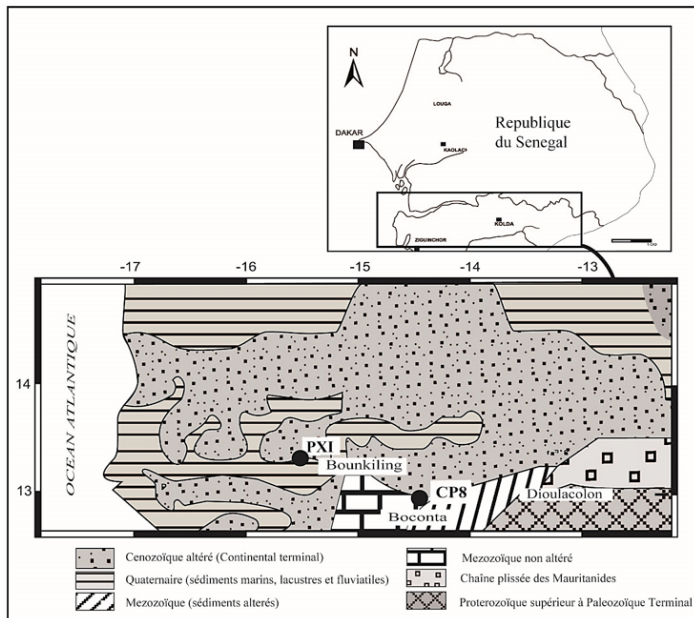 N
LOUGA
DAKAR
KAOLACK
Republique
du Senegal
KOLDA
ZIGUINCHOR
-17 -16 -15 -14 -13
OCEAN ATLANTIQUE
14
13
PXI
Bounkiling
CP8
Boconta
Dioulacolon
Cenozoïque altéré (Continental terminal)
Quaternaire (sédiments marins, lacustres et fluviatiles)
Mezozoïque (sédiments alterés)
Mezozoïque non altéré
Chaîne plissée des Mauritanides
Proterozoïque supérieur à Paleozoïque Terminal